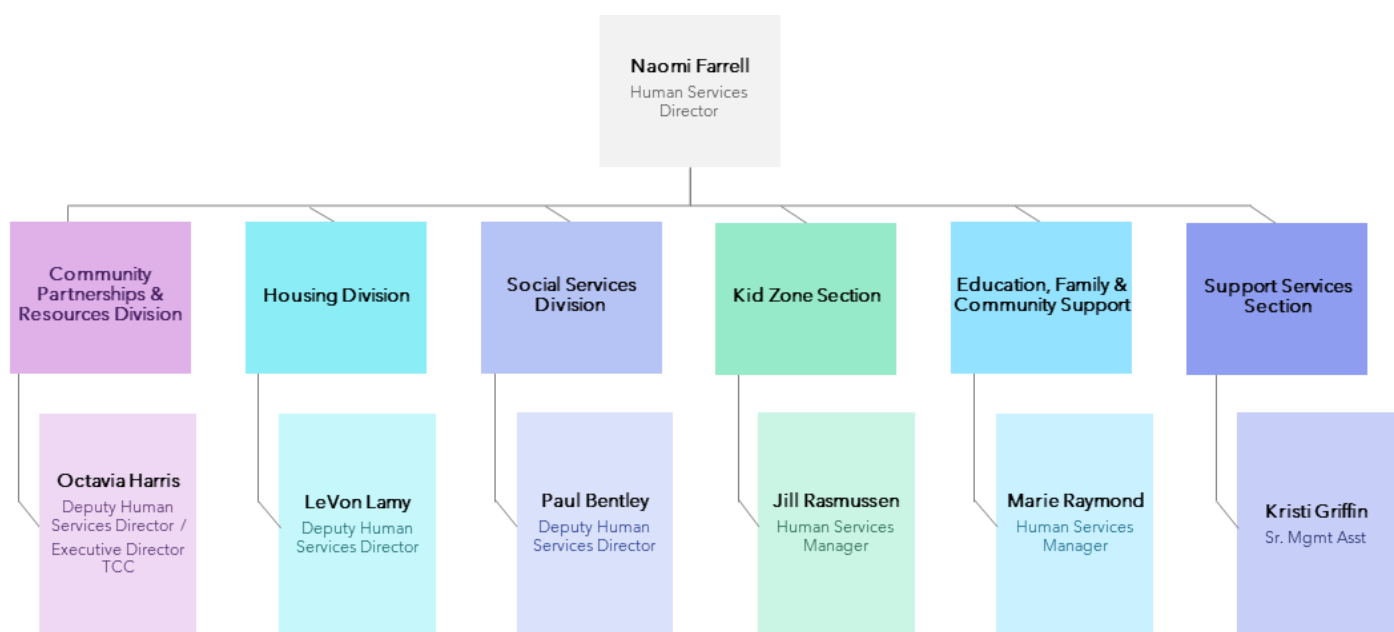 Naomi Farrell
Human Services
Director
Community
Partnerships &
Resources Division
Housing Division
Social Services
Division
Kid Zone Section
Education, Family &
Community Support
Support Services
Section
Octavia Harris
Deputy Human
Services Director /
Executive Director
TCC
LeVon Lamy
Deputy Human
Services Director
Paul Bentley
Deputy Human
Services Director
Jill Rasmussen
Human Services
Manager
Marie Raymond
Human Services
Manager
Kristi Griffin
Sr. Mgmt Asst